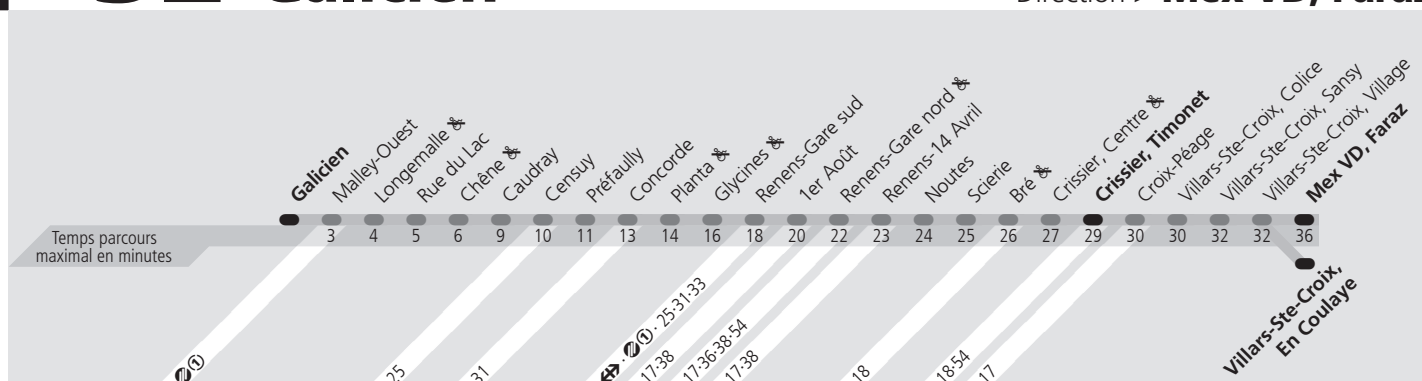 Galicien
Malley-Ouest
Longemalle
Rue du Lac
Chêne
Caudray
Censuy
Préfaully
Concorde
Planta
Glycines
Renens-Gare sud
1er Août
Renens-Gare nord
Renens-14 Avril
Noutes
Scierie
Bré
Crissier, Centre
Crissier, Timonet
Croix-Péage
Villars-Ste-Croix, Colice
Villars-Ste-Croix, Sansy
Villars-Ste-Croix, Village
Mex VD, Faraz
Temps parcours
maximal en minutes
3 4 5 6 9 10 11 13 14 16 18 20 22 23 24 25 26 27 29 30 30 32 32 36
Villars-Ste-Croix,
En Coulaye
1
25
31
1 · 25·31·33
17·38
17·36·38·54
17·38
18
18·54
17